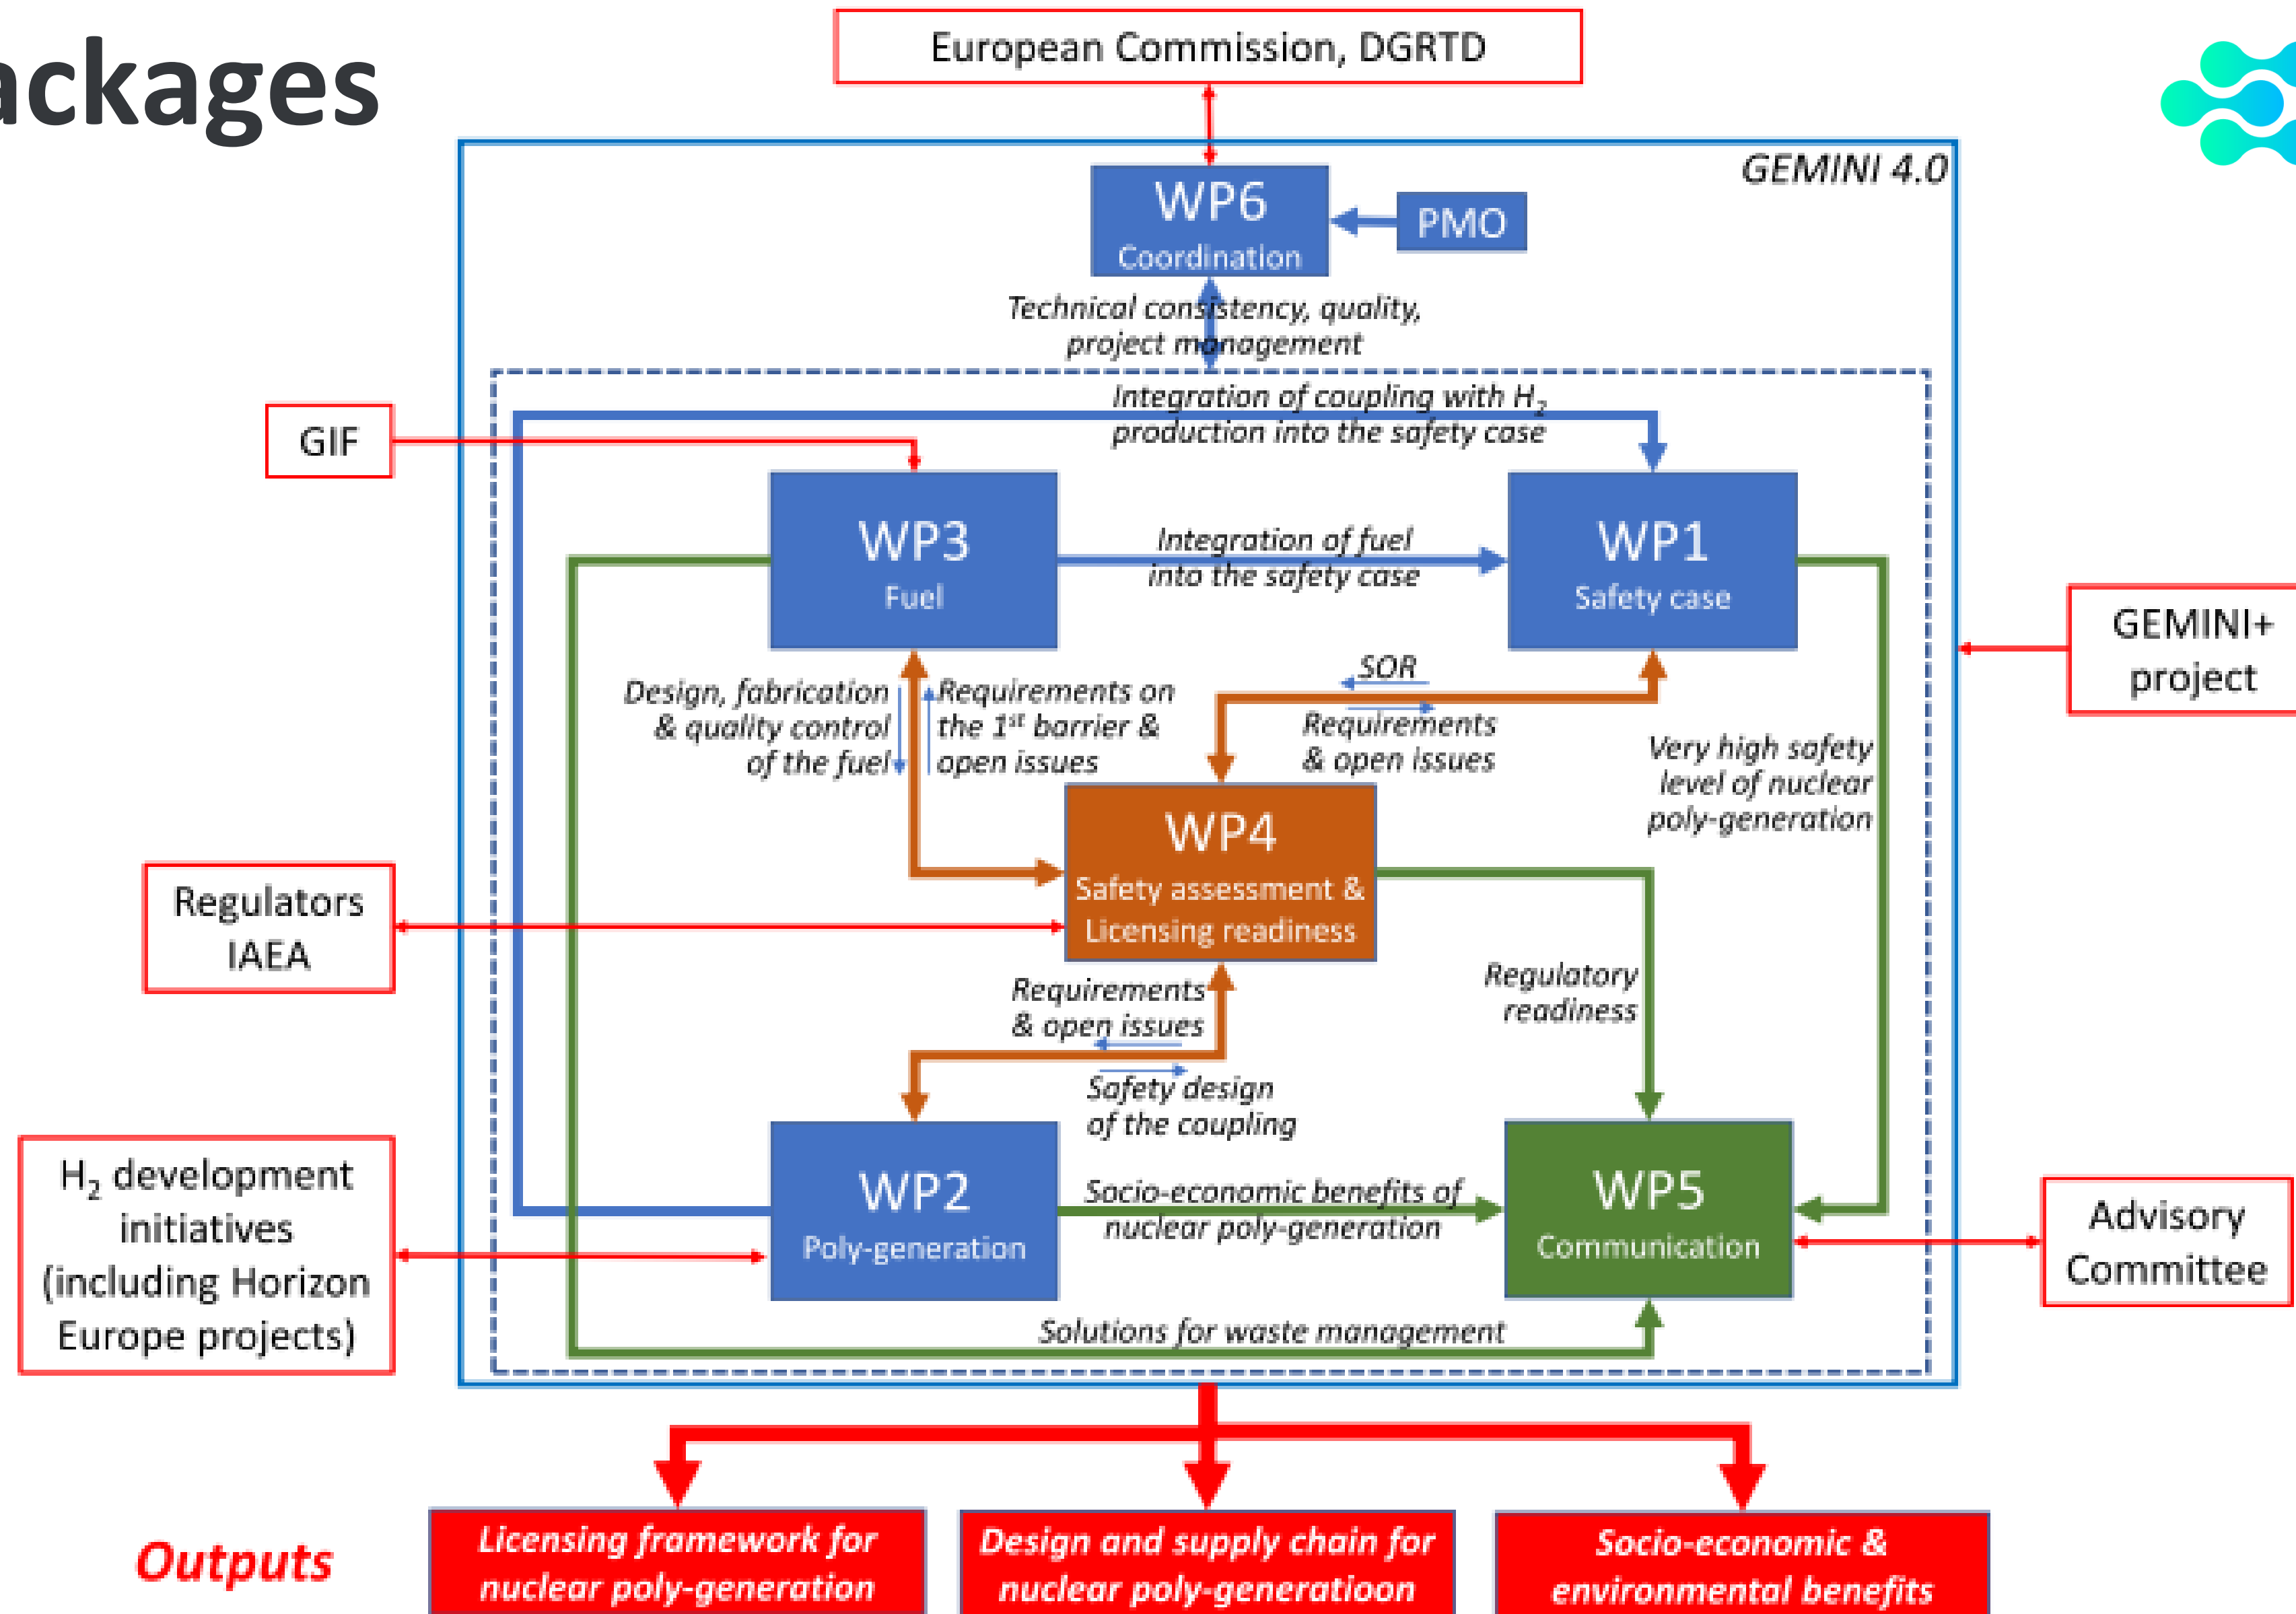 ackages
European Commission, DGRTD
GEMINI 4.0
WP6
Coordination
PMO
Technical consistency, quality,
project management
Integration of coupling with H₂
production into the safety case
GIF
WP3
Fuel
Integration of fuel
into the safety case
WP1
Safety case
GEMINI+
project
Design, fabrication
& quality control
of the fuel
Requirements on
the 1st barrier &
open issues
SOR
Requirements
& open issues
Very high safety
level of nuclear
poly-generation
WP4
Safety assessment &
Licensing readiness
Regulators
IAEA
Requirements
& open issues
Regulatory
readiness
Safety design
of the coupling
H₂ development
initiatives
(including Horizon
Europe projects)
WP2
Poly-generation
Socio-economic benefits of
nuclear poly-generation
WP5
Communication
Advisory
Committee
Solutions for waste management
Outputs
Licensing framework for
nuclear poly-generation
Design and supply chain for
nuclear poly-generatioon
Socio-economic &
environmental benefits